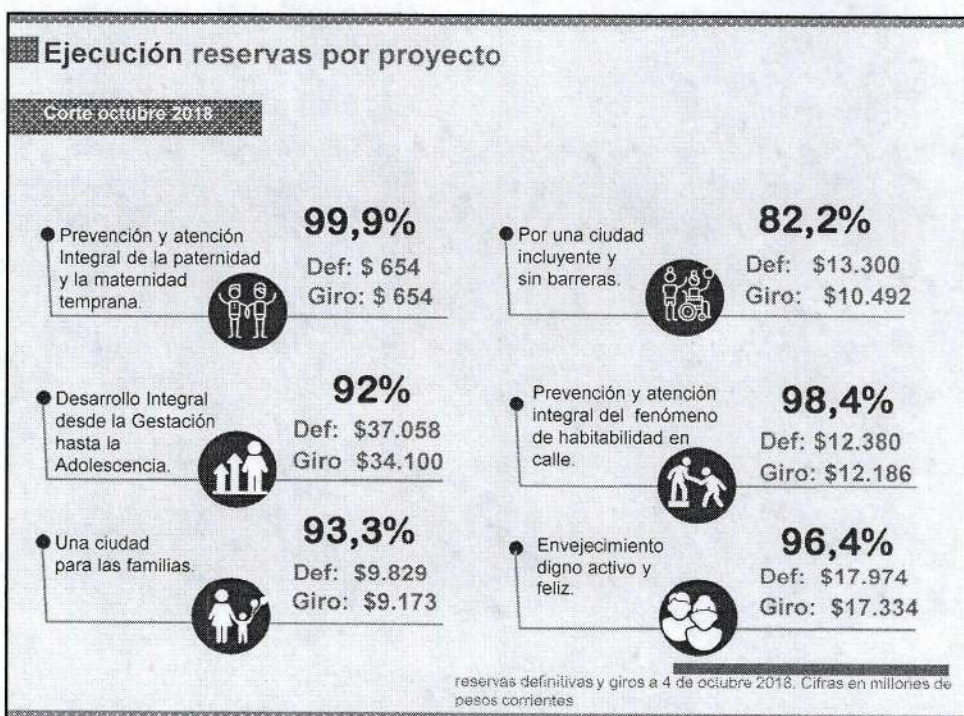 Ejecución reservas por proyecto
Corte octubre 2018
Prevención y atención
Integral de la paternidad
y la maternidad
temprana.
99,9%
Def: $ 654
Giro: $ 654
Por una ciudad
incluyente y
sin barreras.
82,2%
Def: $13.300
Giro: $10.492
Desarrollo Integral
desde la Gestación
hasta la
Adolescencia.
92%
Def: $37.058
Giro $34.100
Prevención y atención
integral del fenómeno
de habitabilidad en
calle.
98,4%
Def: $12.380
Giro: $12.186
Una ciudad
para las familias.
93,3%
Def: $9.829
Giro: $9.173
Envejecimiento
digno activo y
feliz.
96,4%
Def: $17.974
Giro: $17.334
reservas definitivas y giros a 4 de octubre 2018. Cifras en millones de
pesos corrientes